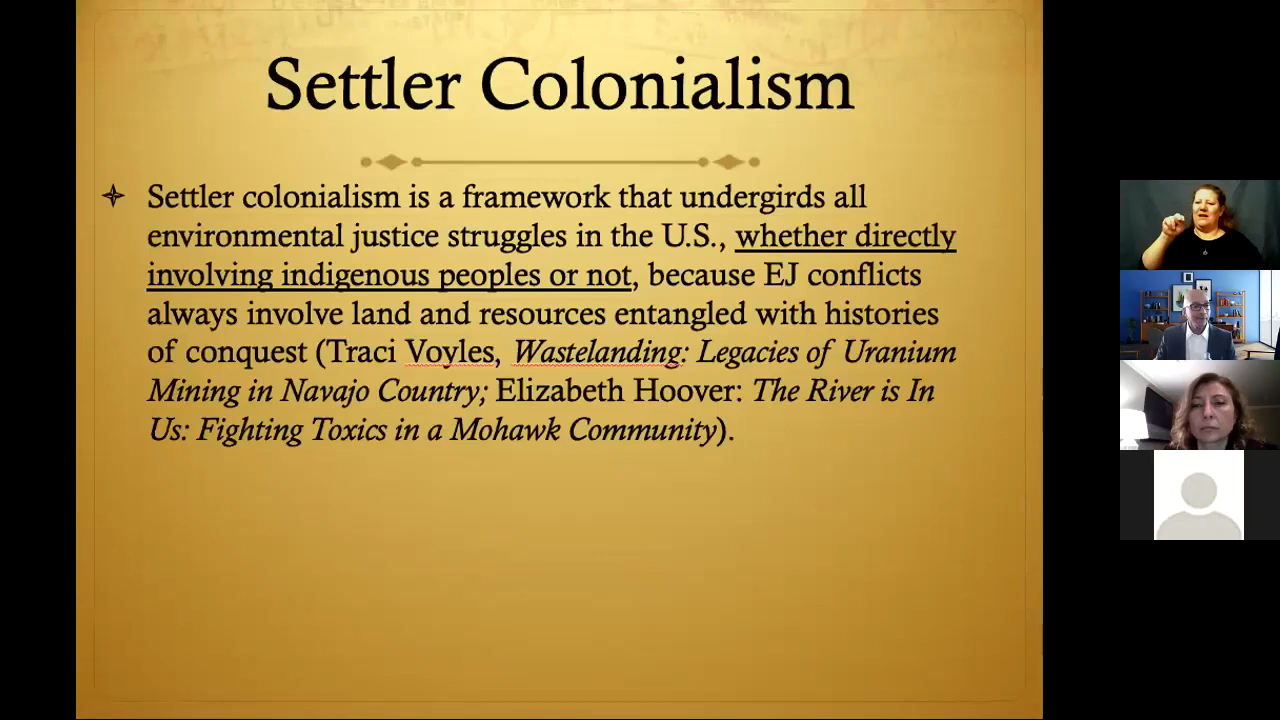 Settler Colonialism
Settler colonialism is a framework that undergirds all
environmental justice struggles in the U.S., whether directly
involving indigenous peoples or not, because EJ conflicts
always involve land and resources entangled with histories
of conquest (Traci Voyles, Wastelanding: Legacies of Uranium
Mining in Navajo Country; Elizabeth Hoover: The River is In
Us: Fighting Toxics in a Mohawk Community).